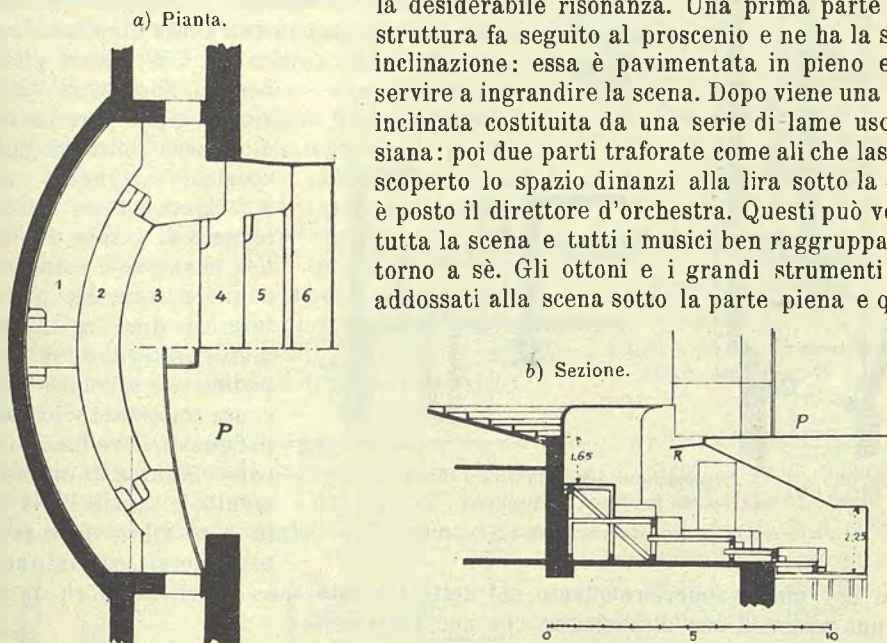 a) Pianta.
la desiderabile risonanza. Una prima parte
struttura fa seguito al proscenio e ne ha la
inclinazione: essa è pavimentata in pieno e
servire a ingrandire la scena. Dopo viene una
inclinata costituita da una serie di lame uso
siana: poi due parti traforate come ali che
scoperto lo spazio dinanzi alla lira sotto la
è posto il direttore d'orchestra. Questi può
tutta la scena e tutti i musici ben
torno a sè. Gli ottoni e i grandi strumenti
addossati alla scena sotto la parte piena e
1 2 3 4 5 6
P
b) Sezione.
1.65
R
P
2.25
0 5 10